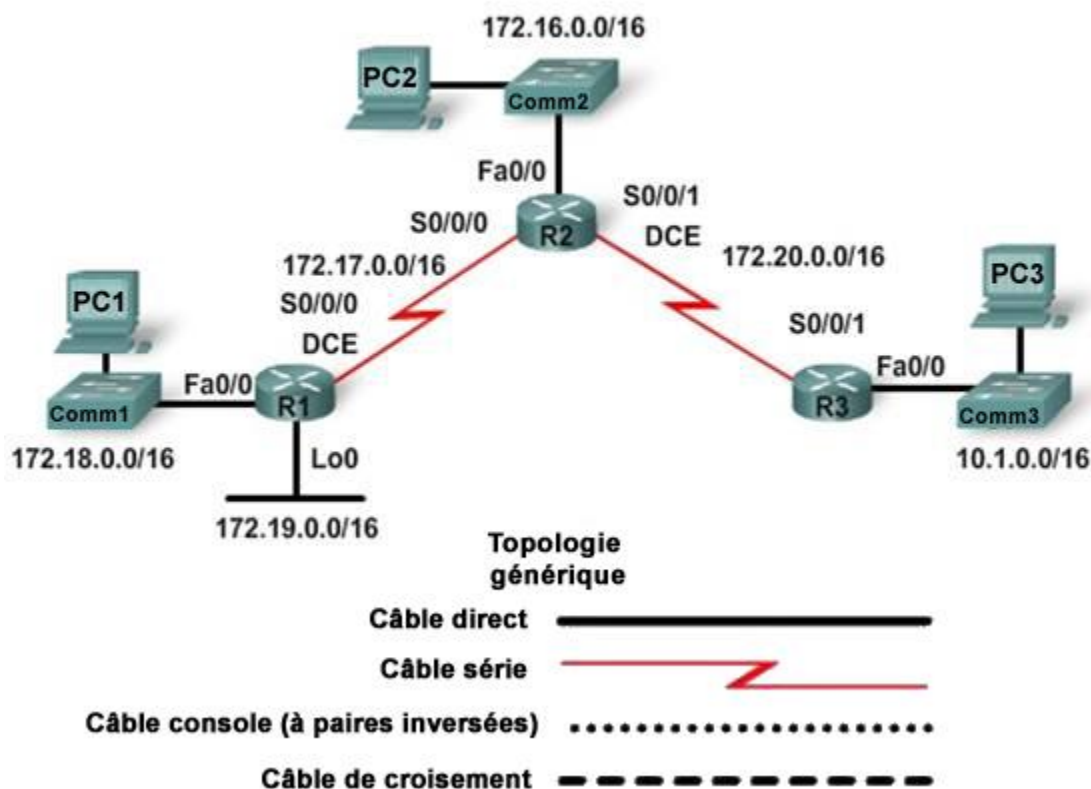 172.16.0.0/16
PC2
Comm2
Fa0/0
S0/0/1
S0/0/0
R2
DCE
172.17.0.0/16
172.20.0.0/16
PC3
PC1
S0/0/0
S0/0/1
DCE
Fa0/0
Fa0/0
Comm1
R1
R3
Comm3
172.18.0.0/16
Lo0
10.1.0.0/16
172.19.0.0/16
Topologie
générique
Câble direct
Câble série
Câble console (à paires inversées)
Câble de croisement